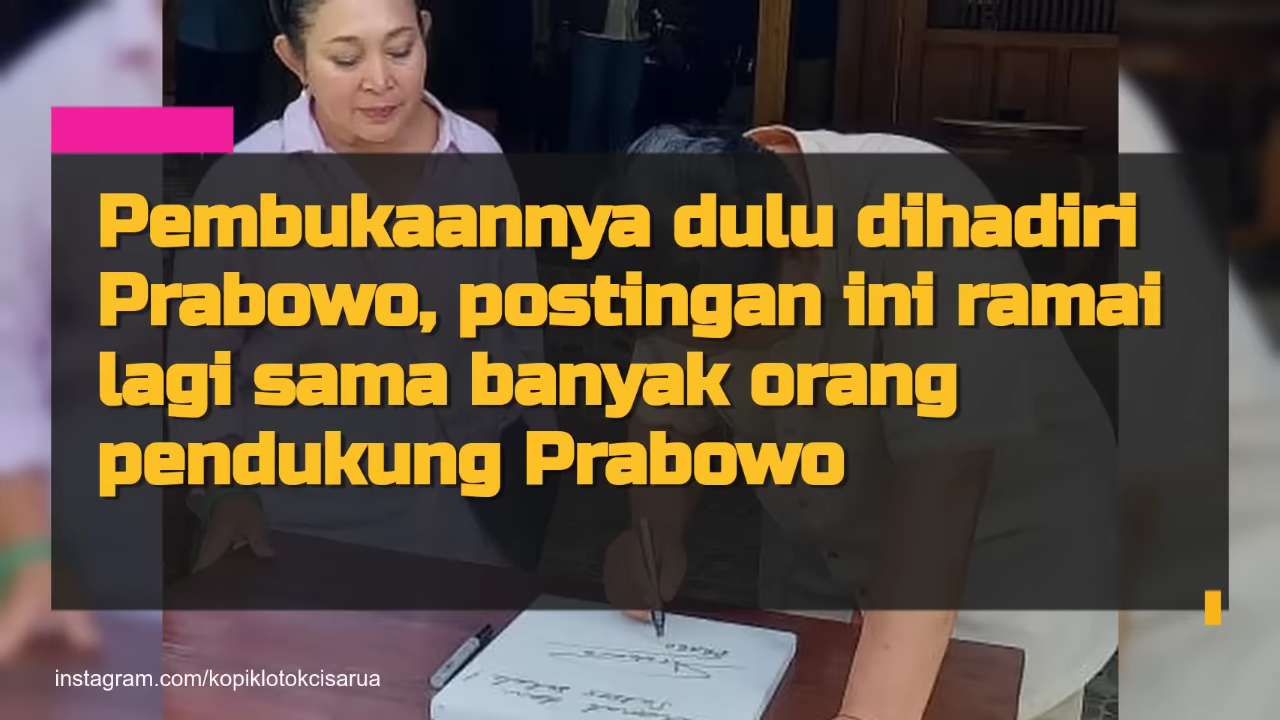 Pembukaannya dulu dihadiri
Prabowo, postingan ini ramai
lagi sama banyak orang
pendukung Prabowo
instagram.com/kopiklotokcisarua